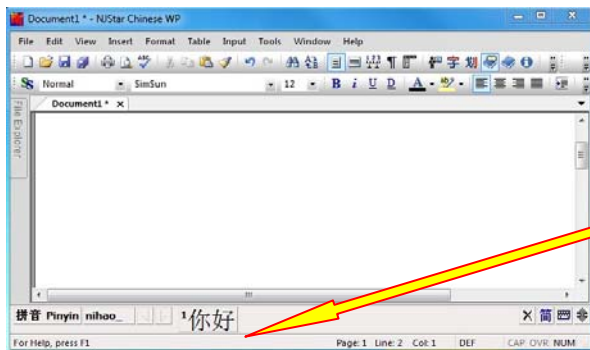 Document1 * - NJStar Chinese WP
File Edit View Insert Format Table Input Tools Window Help
Normal SimSun 12 B i U D A
Document1 * x
File Explorer
拼音 Pinyin nihao_ 1你好 简
For Help, press F1 Page: 1 Line: 2 Col: 1 DEF CAP OVR NUM